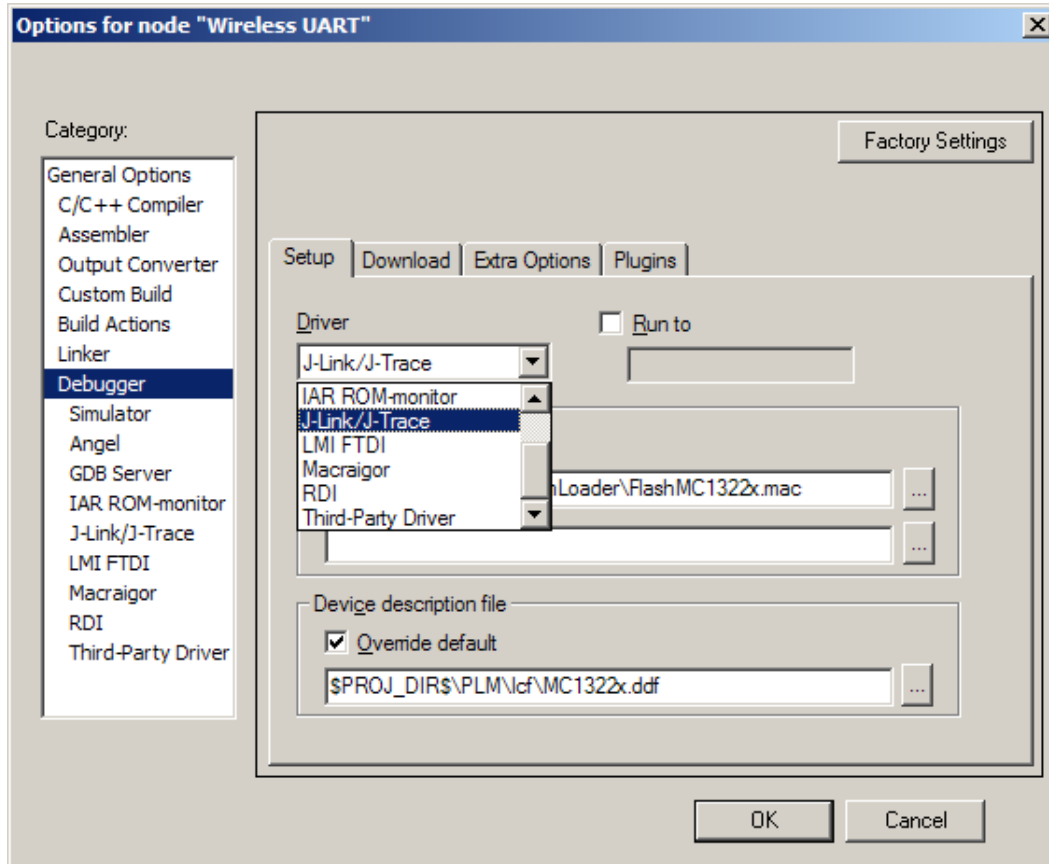 Options for node "Wireless UART"
Category:
General Options
C/C++ Compiler
Assembler
Output Converter
Custom Build
Build Actions
Linker
Debugger
Simulator
Angel
GDB Server
IAR ROM-monitor
J-Link/J-Trace
LMI FTDI
Macraigor
RDI
Third-Party Driver
Factory Settings
Setup
Download
Extra Options
Plugins
Driver
Run to
J-Link/J-Trace
IAR ROM-monitor
J-Link/J-Trace
LMI FTDI
Macraigor
RDI
Third-Party Driver
Loader\FlashMC1322x.mac
...
...
Device description file
Override default
$PROJ_DIR$\PLM\lcf\MC1322x.ddf
...
OK
Cancel